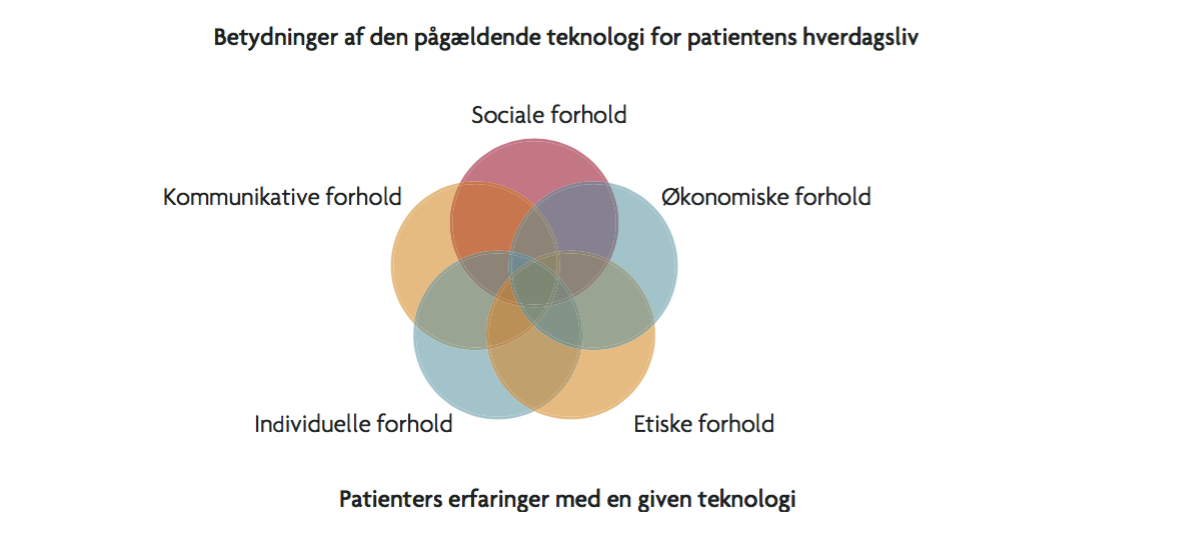 Betydninger af den pågældende teknologi for patientens hverdagsliv
Sociale forhold
Kommunikative forhold
Økonomiske forhold
Individuelle forhold
Etiske forhold
Patienters erfaringer med en given teknologi